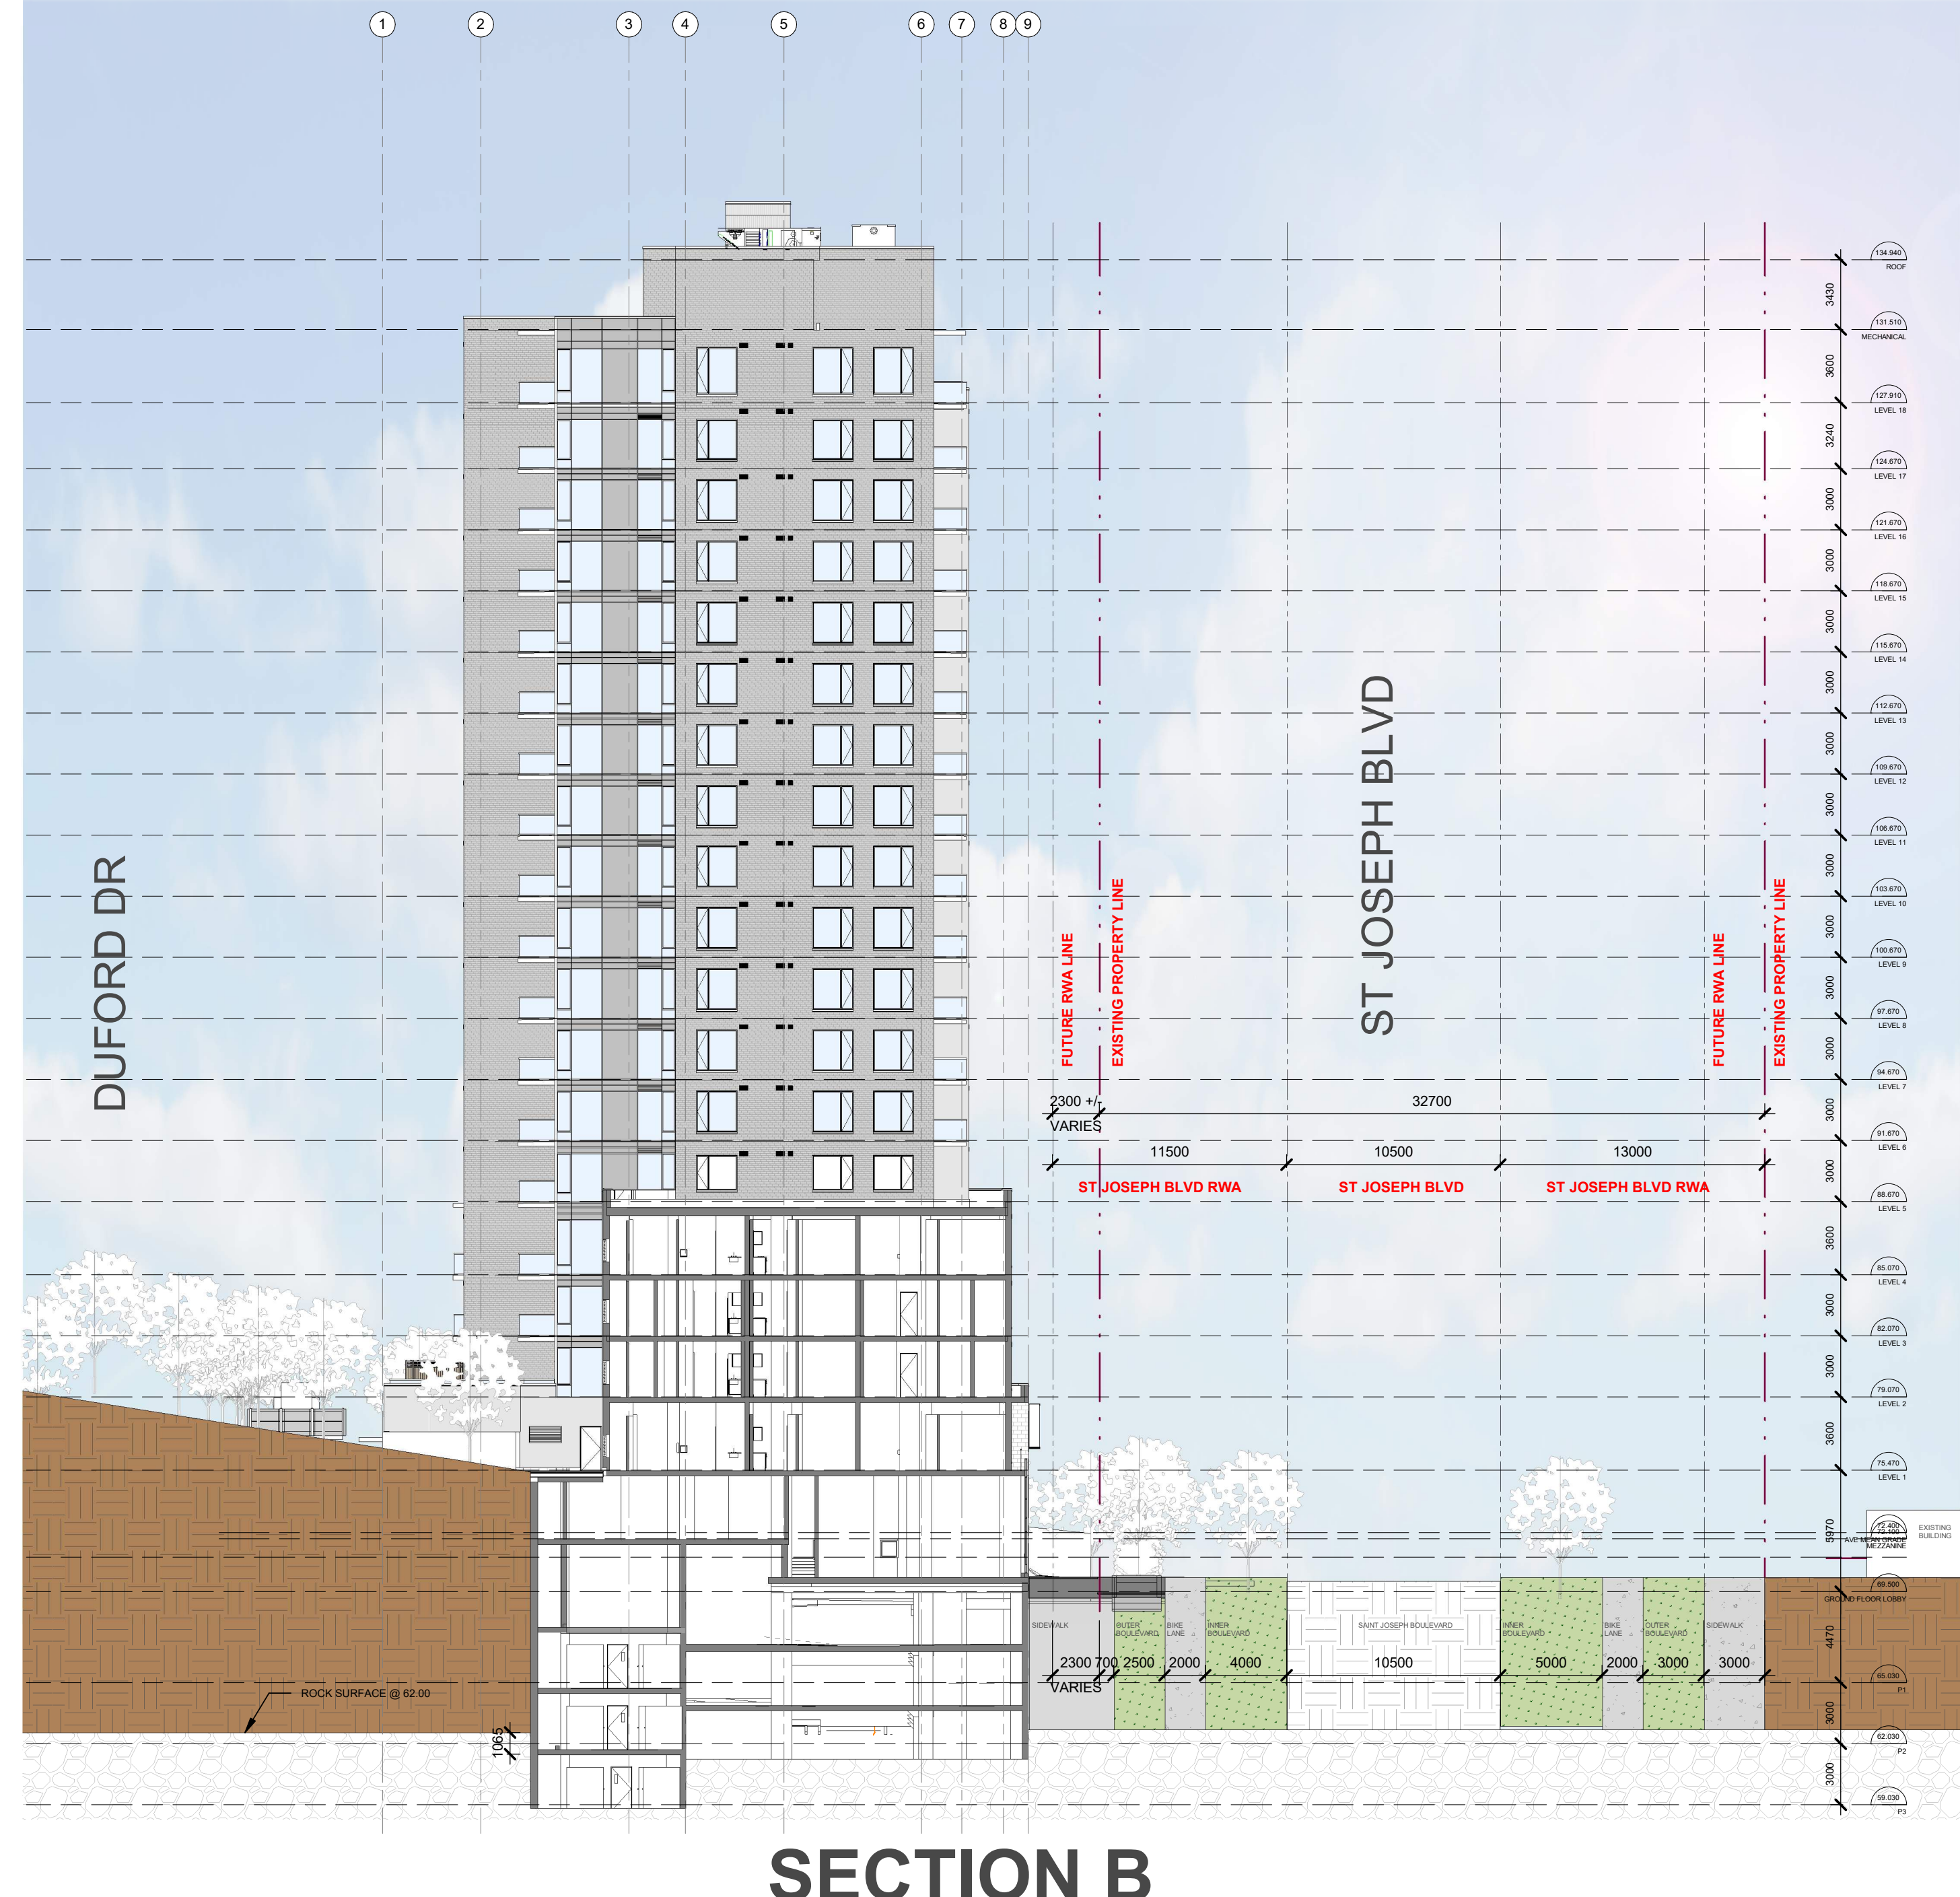 1 2 3 4 5 6 7 8 9
134.940
ROOF
3430
131.510
MECHANICAL
3600
127.910
LEVEL 18
3240
124.670
LEVEL 17
3000
121.670
LEVEL 16
3000
118.670
LEVEL 15
3000
115.670
LEVEL 14
3000
112.670
LEVEL 13
3000
109.670
LEVEL 12
3000
106.670
LEVEL 11
3000
103.670
LEVEL 10
3000
100.670
LEVEL 9
3000
97.670
LEVEL 8
3000
94.670
LEVEL 7
3000
91.670
LEVEL 6
3000
88.670
LEVEL 5
3600
85.070
LEVEL 4
3000
82.070
LEVEL 3
3000
79.070
LEVEL 2
3600
75.470
LEVEL 1
5970
72.400
72.100
AVE MEAN GRADE
MEZZANINE
EXISTING
BUILDING
69.500
GROUND FLOOR LOBBY
4470
65.030
P1
3000
62.030
P2
3000
59.030
P3
DUFORD DR
ST JOSEPH BLVD
FUTURE RWA LINE
EXISTING PROPERTY LINE
FUTURE RWA LINE
EXISTING PROPERTY LINE
2300 +/-
VARIES
32700
11500 10500 13000
ST JOSEPH BLVD RWA ST JOSEPH BLVD ST JOSEPH BLVD RWA
SIDEWALK
OUTER
BOULEVARD
BIKE
LANE
INNER
BOULEVARD
SAINT JOSEPH BOULEVARD
INNER
BOULEVARD
BIKE
LANE
OUTER
BOULEVARD
SIDEWALK
2300 700 2500 2000 4000 10500 5000 2000 3000 3000
VARIES
ROCK SURFACE @ 62.00
1065
SECTION B